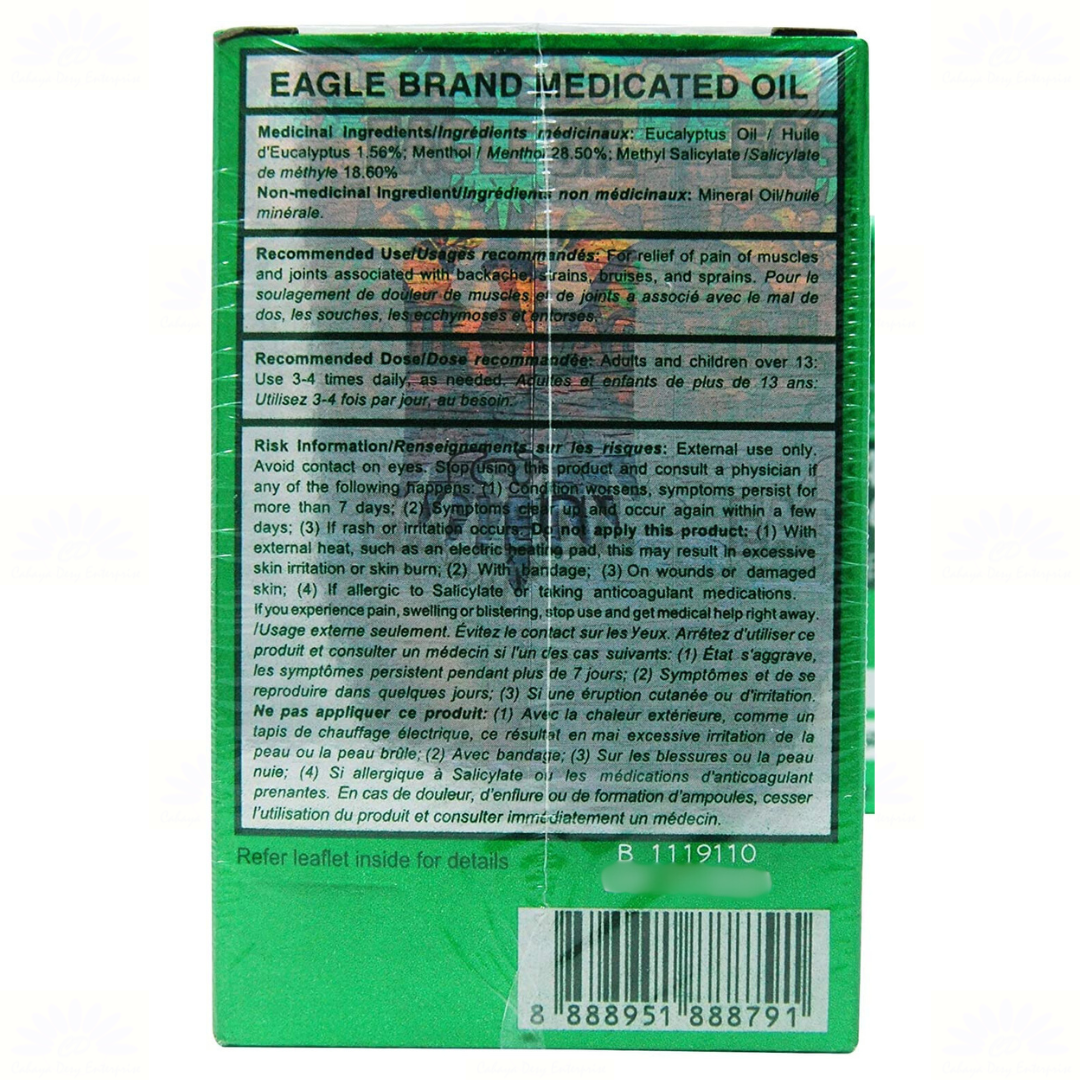 EAGLE BRAND MEDICATED OIL
Medicinal Ingredients/Ingrédients médicinaux: Eucalyptus Oil / Huile
d'Eucalyptus 1.56%; Menthol / Menthol 28.50%; Methyl Salicylate /Salicylate
de méthyle 18.60%
Non-medicinal Ingredient/Ingrédients non médicinaux: Mineral Oil/huile
minérale.
Recommended Use/Usages recommandés: For relief of pain of muscles
and joints associated with backache, strains, bruises, and sprains. Pour le
soulagement de douleur de muscles et de joints a associé avec le mal de
dos, les souches, les ecchymoses et entorses.
Recommended Dose/Dose recommandée: Adults and children over 13:
Use 3-4 times daily, as needed. Adultes et enfants de plus de 13 ans:
Utilisez 3-4 fois par jour, au besoin.
Risk Information/Renseignements sur les risques: External use only.
Avoid contact on eyes. Stop using this product and consult a physician if
any of the following happens: (1) Condition worsens, symptoms persist for
more than 7 days; (2) Symptoms clear up and occur again within a few
days; (3) If rash or irritation occurs. Do not apply this product: (1) With
external heat, such as an electric heating pad, this may result in excessive
skin irritation or skin burn; (2) With bandage; (3) On wounds or damaged
skin; (4) If allergic to Salicylate or taking anticoagulant medications.
If you experience pain, swelling or blistering, stop use and get medical help right away.
/Usage externe seulement. Évitez le contact sur les Yeux. Arrêtez d'utiliser ce
produit et consulter un médecin si l'un des cas suivants: (1) État s'aggrave,
les symptômes persistent pendant plus de 7 jours; (2) Symptômes et de se
reproduire dans quelques jours; (3) Si une éruption cutanée ou d'irritation.
Ne pas appliquer ce produit: (1) Avec la chaleur extérieure, comme un
tapis de chauffage électrique, ce résultat en mai excessive irritation de la
peau ou la peau brûle; (2) Avec bandage; (3) Sur les blessures ou la peau
nuie; (4) Si allergique à Salicylate ou les médications d'anticoagulant
prenantes. En cas de douleur, d'enflure ou de formation d'ampoules, cesser
l'utilisation du produit et consulter immédiatement un médecin.
Refer leaflet inside for details
B 1119110
8 888951 888791